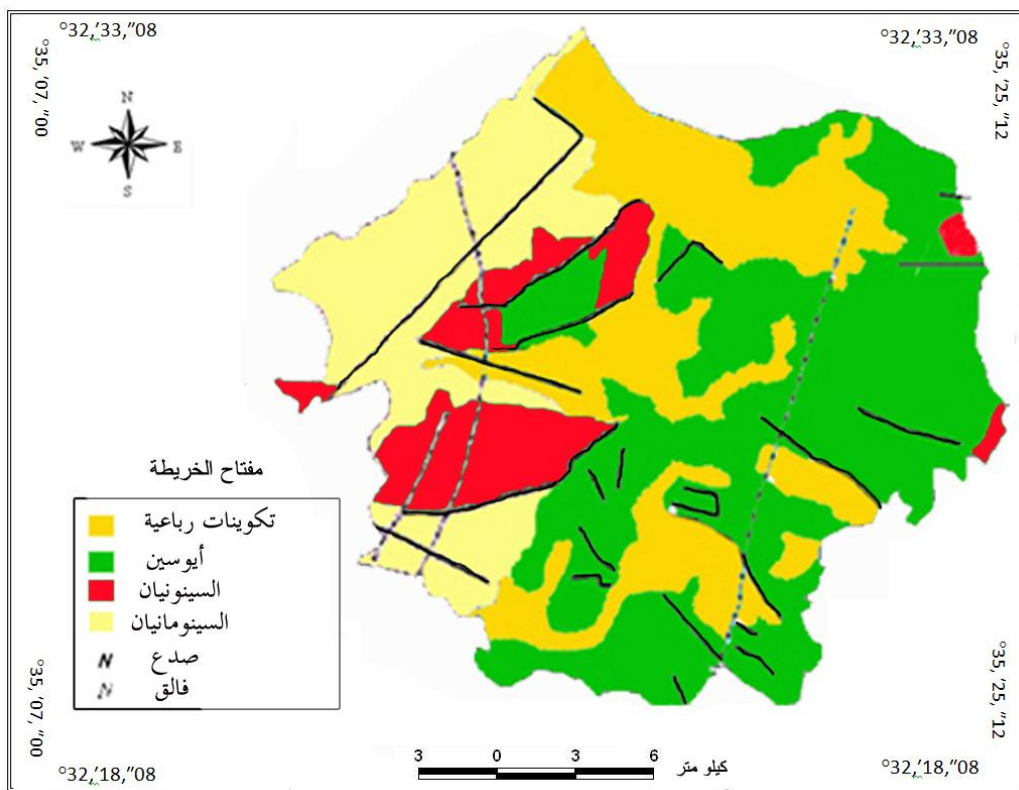 °32,'33,"08
°32,'33,"08
°35, '07, "00
°35, '25, "12
N
W E
S
مفتاح الخريطة
تكوينات رباعية
أيوسين
السينونيان
السينومانيان
صدع
فالق
°35, '07, "00
°35, '25, "12
3 0 3 6
كيلو متر
°32,'18,"08
°32,'18,"08